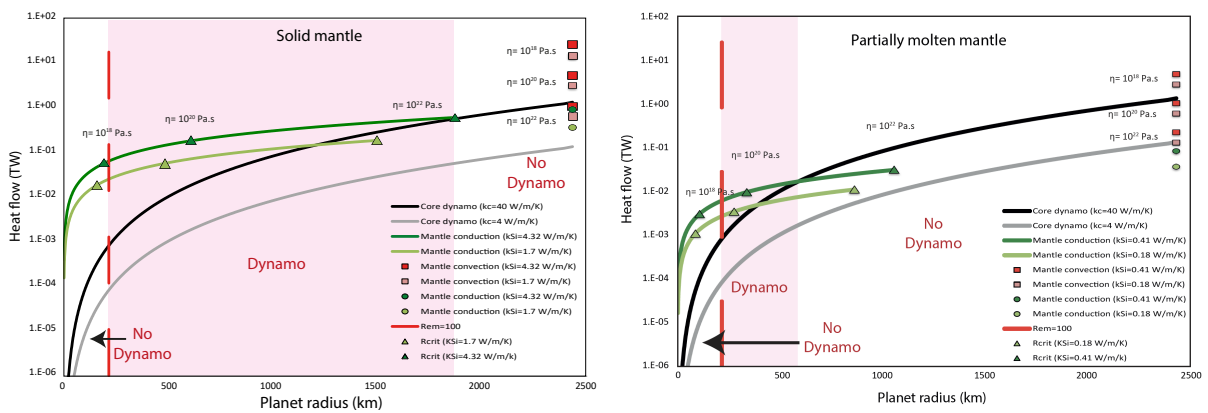 Solid mantle
Heat flow (TW)
1.E+02
1.E+01
1.E+00
1.E-01
1.E-02
1.E-03
1.E-04
1.E-05
1.E-06
η= 10¹⁸ Pa.s
η= 10²⁰ Pa.s
η= 10²² Pa.s
η= 10¹⁸ Pa.s
η= 10²⁰ Pa.s
η= 10²² Pa.s
No
Dynamo
Dynamo
No
Dynamo
Core dynamo (kc=40 W/m/K)
Core dynamo (kc=4 W/m/K)
Mantle conduction (kSi=4.32 W/m/K)
Mantle conduction (kSi=1.7 W/m/K)
Mantle convection (kSi=4.32 W/m/K)
Mantle convection (kSi=1.7 W/m/K)
Mantle conduction (kSi=4.32 W/m/K)
Mantle conduction (kSi=1.7 W/m/K)
Rem=100
Rcrit (KSi=1.7 W/m/K)
Rcrit (KSi=4.32 W/m/k)
0
500
1000
1500
2000
2500
Planet radius (km)
Partially molten mantle
Heat flow (TW)
1.E+02
1.E+01
1.E+00
1.E-01
1.E-02
1.E-03
1.E-04
1.E-05
1.E-06
η= 10¹⁸ Pa.s
η= 10²⁰ Pa.s
η= 10²² Pa.s
η= 10²² Pa.s
η= 10²⁰ Pa.s
η= 10¹⁸ Pa.s
No
Dynamo
Dynamo
No
Dynamo
Core dynamo (kc=40 W/m/K)
Core dynamo (kc=4 W/m/K)
Mantle conduction (kSi=0.41 W/m/K)
Mantle conduction (kSi=0.18 W/m/K)
Mantle convection (kSi=0.41 W/m/K)
Mantle convection (kSi=0.18 W/m/K)
Mantle conduction (kSi=0.41 W/m/K)
Mantle conduction (kSi=0.18 W/m/K)
Rem=100
Rcrit (KSi=0.18 W/m/K)
Rcrit (KSi=0.41 W/m/k)
0
500
1000
1500
2000
2500
Planet radius (km)